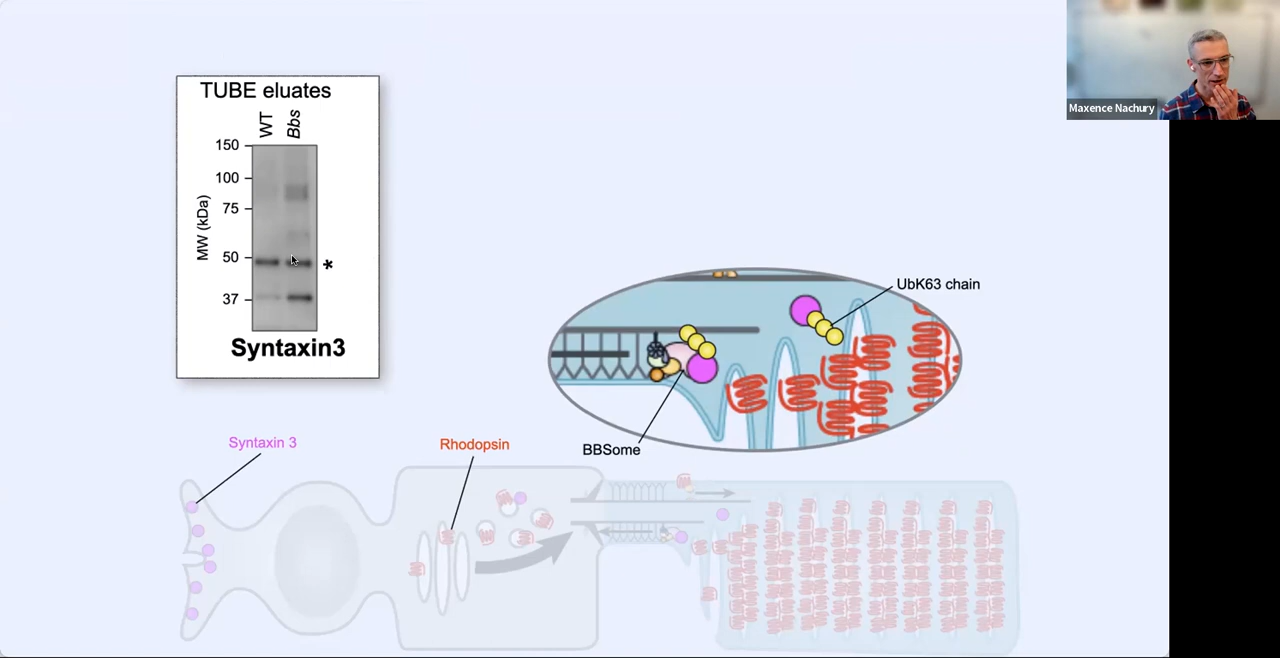 Maxence Nachury
TUBE eluates
WT
Bbs
150
100
75
50
37
MW (kDa)
*
Syntaxin3
UbK63 chain
BBSome
Syntaxin 3
Rhodopsin